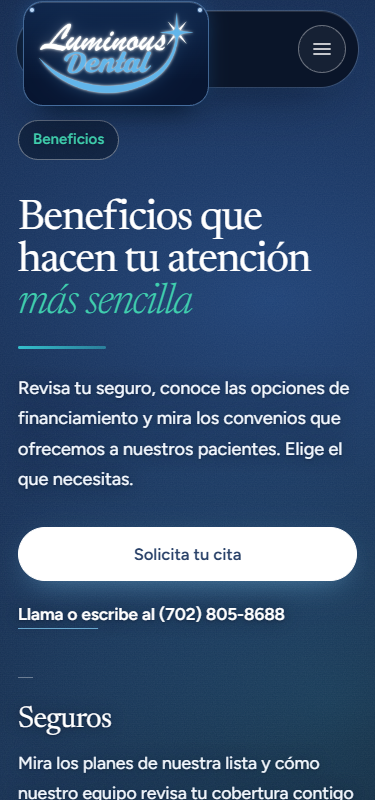 Luminous
Dental
Beneficios
Beneficios que
hacen tu atención
más sencilla
Revisa tu seguro, conoce las opciones de
financiamiento y mira los convenios que
ofrecemos a nuestros pacientes. Elige el
que necesitas.
Solicita tu cita
Llama o escribe al (702) 805-8688
Seguros
Mira los planes de nuestra lista y cómo
nuestro equipo revisa tu cobertura contigo